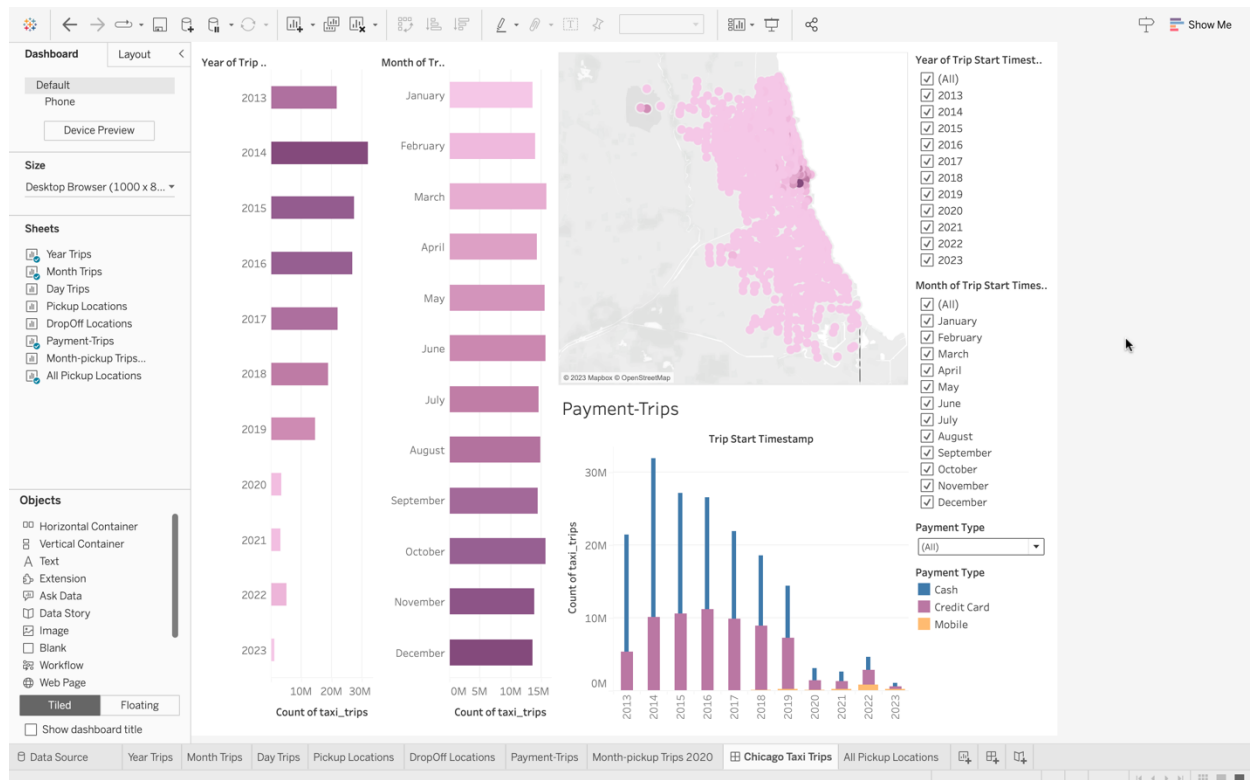 Show Me
Dashboard
Layout
Default
Phone
Device Preview
Size
Desktop Browser (1000 x 8...
Sheets
Year Trips
Month Trips
Day Trips
Pickup Locations
DropOff Locations
Payment-Trips
Month-pickup Trips...
All Pickup Locations
Objects
Horizontal Container
Vertical Container
Text
Extension
Ask Data
Data Story
Image
Blank
Workflow
Web Page
Tiled
Floating
Show dashboard title
Year of Trip ..
2013
2014
2015
2016
2017
2018
2019
2020
2021
2022
2023
10M 20M 30M
Count of taxi_trips
Month of Tr..
January
February
March
April
May
June
July
August
September
October
November
December
0M 5M 10M 15M
Count of taxi_trips
© 2023 Mapbox © OpenStreetMap
Payment-Trips
Trip Start Timestamp
Count of taxi_trips
30M
20M
10M
0M
2013
2014
2015
2016
2017
2018
2019
2020
2021
2022
2023
Year of Trip Start Timest..
(All)
2013
2014
2015
2016
2017
2018
2019
2020
2021
2022
2023
Month of Trip Start Times..
(All)
January
February
March
April
May
June
July
August
September
October
November
December
Payment Type
(All)
Payment Type
Cash
Credit Card
Mobile
Data Source
Year Trips
Month Trips
Day Trips
Pickup Locations
DropOff Locations
Payment-Trips
Month-pickup Trips 2020
Chicago Taxi Trips
All Pickup Locations